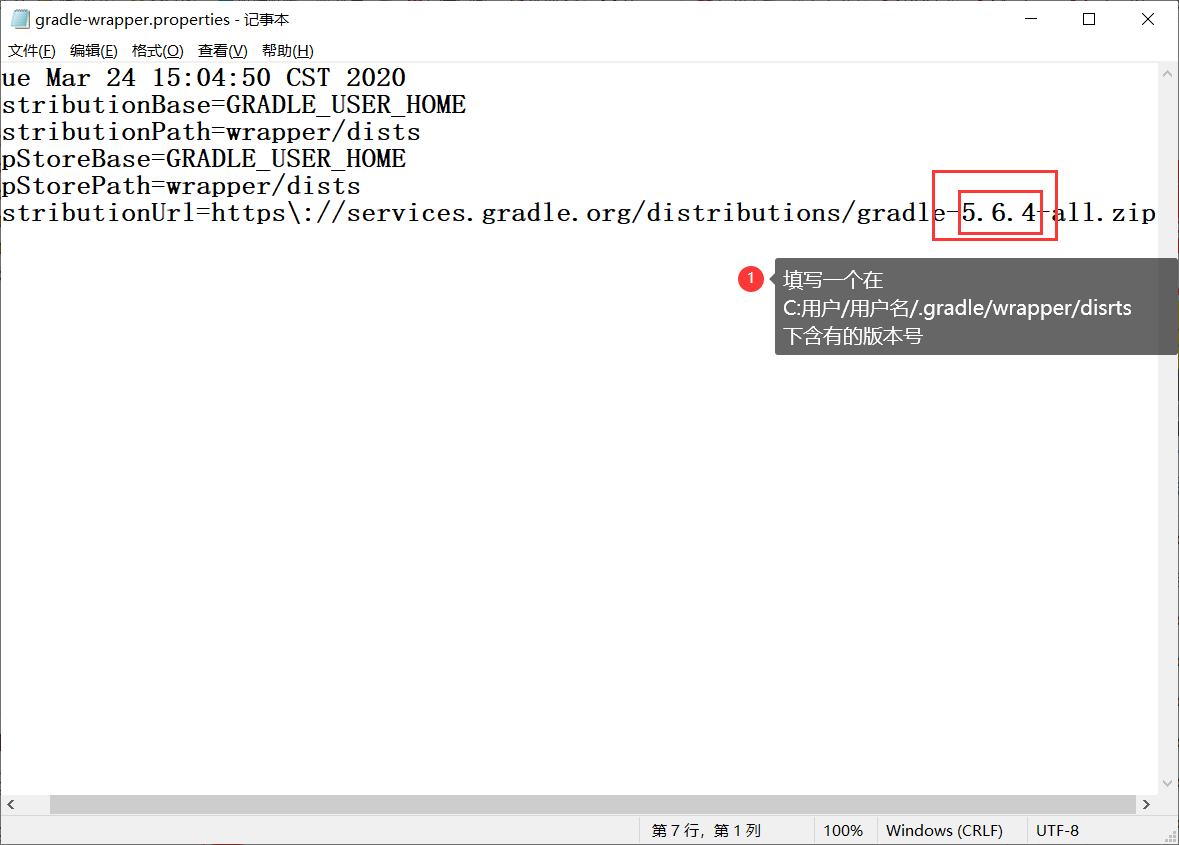 gradle-wrapper.properties - 记事本
文件(F) 编辑(E) 格式(O) 查看(V) 帮助(H)
ue Mar 24 15:04:50 CST 2020
stributionBase=GRADLE_USER_HOME
stributionPath=wrapper/dists
pStoreBase=GRADLE_USER_HOME
pStorePath=wrapper/dists
stributionUrl=https\://services.gradle.org/distributions/gradle-5.6.4-all.zip
1
填写一个在
C:用户/用户名/.gradle/wrapper/disrts
下含有的版本号
第 7 行，第 1 列 100% Windows (CRLF) UTF-8